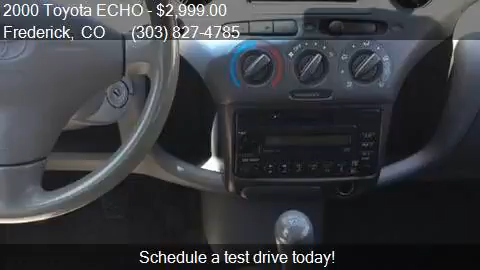 2000 Toyota ECHO - $2,999.00
Frederick, CO (303) 827-4785
Schedule a test drive today!